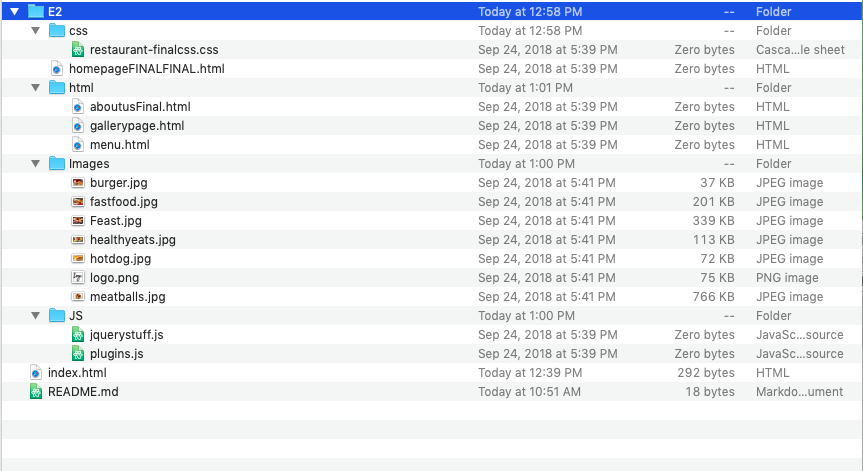 E2 Today at 12:58 PM -- Folder
css Today at 12:58 PM -- Folder
restaurant-finalcss.css Sep 24, 2018 at 5:39 PM Zero bytes Casca...le sheet
homepageFINALFINAL.html Sep 24, 2018 at 5:39 PM Zero bytes HTML
html Today at 1:01 PM -- Folder
aboutusFinal.html Sep 24, 2018 at 5:39 PM Zero bytes HTML
gallerypage.html Sep 24, 2018 at 5:39 PM Zero bytes HTML
menu.html Sep 24, 2018 at 5:39 PM Zero bytes HTML
Images Today at 1:00 PM -- Folder
burger.jpg Sep 24, 2018 at 5:41 PM 37 KB JPEG image
fastfood.jpg Sep 24, 2018 at 5:41 PM 201 KB JPEG image
Feast.jpg Sep 24, 2018 at 5:41 PM 339 KB JPEG image
healthyeats.jpg Sep 24, 2018 at 5:41 PM 113 KB JPEG image
hotdog.jpg Sep 24, 2018 at 5:41 PM 72 KB JPEG image
logo.png Sep 24, 2018 at 5:41 PM 75 KB PNG image
meatballs.jpg Sep 24, 2018 at 5:41 PM 766 KB JPEG image
JS Today at 1:00 PM -- Folder
jquerystuff.js Sep 24, 2018 at 5:39 PM Zero bytes JavaSc...source
plugins.js Sep 24, 2018 at 5:39 PM Zero bytes JavaSc...source
index.html Today at 12:39 PM 292 bytes HTML
README.md Today at 10:51 AM 18 bytes Markdo...ument